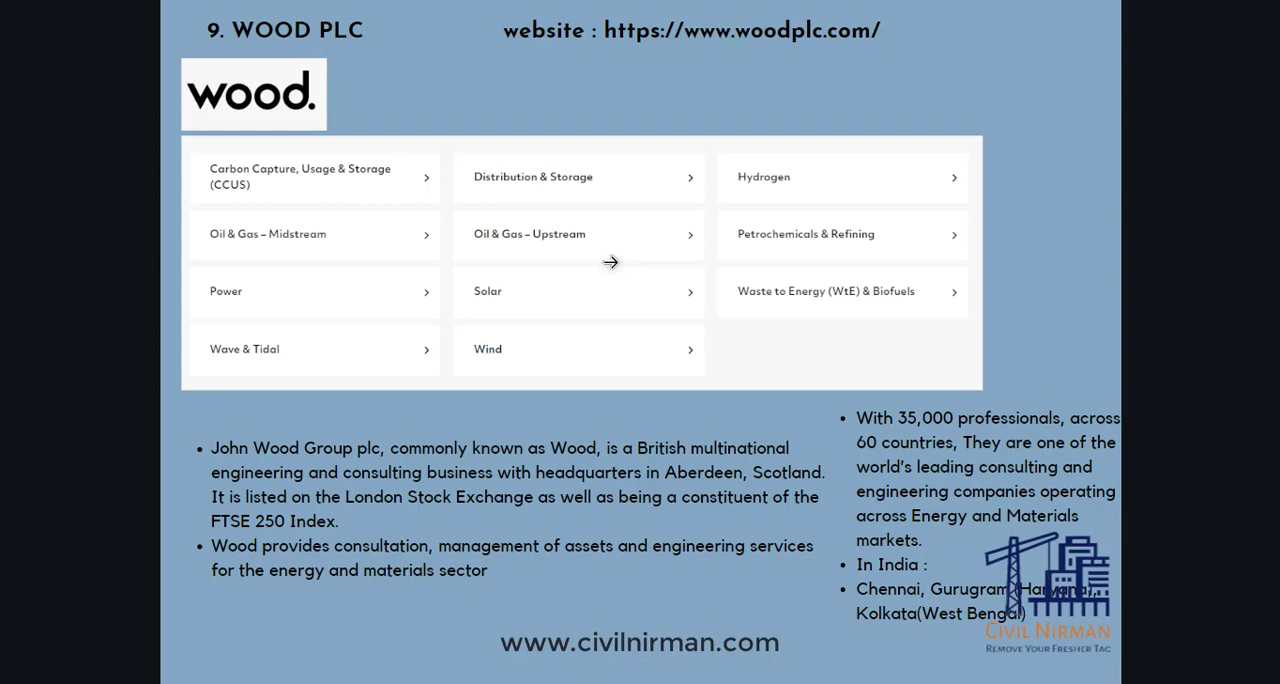 9. WOOD PLC
website : https://www.woodplc.com/
wood.
Carbon Capture, Usage & Storage
(CCUS)
Distribution & Storage
Hydrogen
Oil & Gas – Midstream
Oil & Gas – Upstream
Petrochemicals & Refining
Power
Solar
Waste to Energy (WtE) & Biofuels
Wave & Tidal
Wind
• John Wood Group plc, commonly known as Wood, is a British multinational
engineering and consulting business with headquarters in Aberdeen, Scotland.
It is listed on the London Stock Exchange as well as being a constituent of the
FTSE 250 Index.
• Wood provides consultation, management of assets and engineering services
for the energy and materials sector
• With 35,000 professionals, across
60 countries, They are one of the
world's leading consulting and
engineering companies operating
across Energy and Materials
markets.
• In India :
• Chennai, Gurugram(Haryana),
Kolkata(West Bengal)
CIVIL NIRMAN
REMOVE YOUR FRESHER TAC
www.civilnirman.com